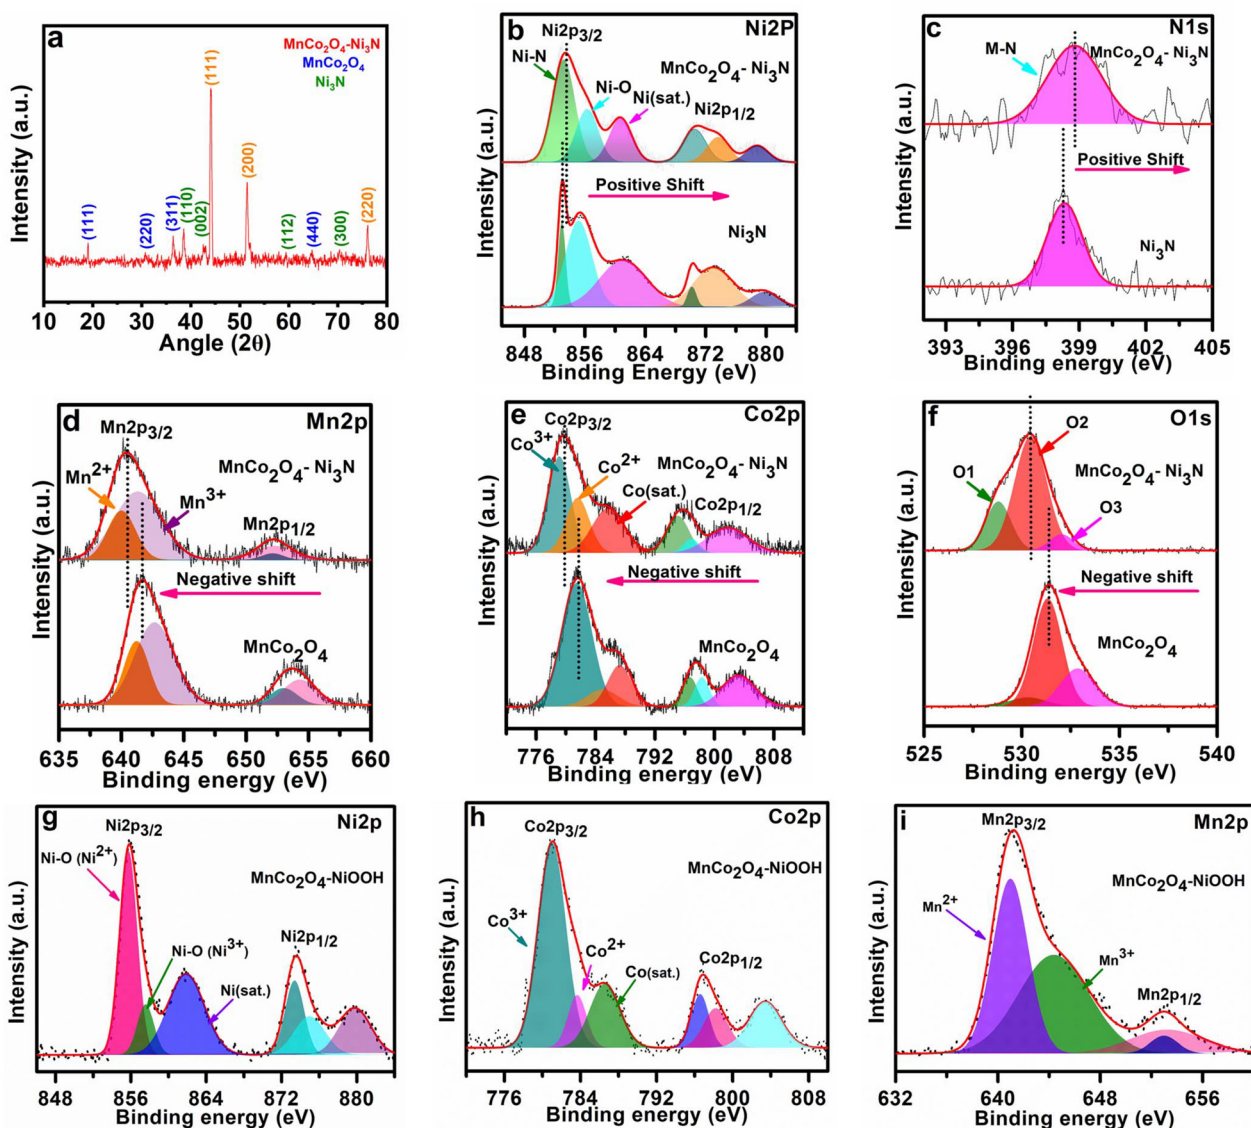 a
MnCo₂O₄-Ni₃N
MnCo₂O₄
Ni₃N
(111)
(220)
(311)
(110)
(002)
(111)
(200)
(112)
(440)
(300)
(220)
Intensity (a.u.)
10 20 30 40 50 60 70 80
Angle (2θ)
b
Ni2P
Ni2p3/2
Ni-N
MnCo₂O₄- Ni₃N
Ni-O
Ni(sat.)
Ni2p1/2
Positive Shift
Ni₃N
Intensity (a.u.)
848 856 864 872 880
Binding Energy (eV)
c
N1s
M-N
MnCo₂O₄- Ni₃N
Positive Shift
Ni₃N
Intensity (a.u.)
393 396 399 402 405
Binding energy (eV)
d
Mn2p
Mn2p3/2
MnCo₂O₄- Ni₃N
Mn²⁺
Mn³⁺
Mn2p1/2
Negative shift
MnCo₂O₄
Intensity (a.u.)
635 640 645 650 655 660
Binding energy (eV)
e
Co2p
Co2p3/2
Co³⁺
Co²⁺
MnCo₂O₄- Ni₃N
Co(sat.)
Co2p1/2
Negative shift
MnCo₂O₄
Intensity (a.u.)
776 784 792 800 808
Binding energy (eV)
f
O1s
O2
O1
MnCo₂O₄- Ni₃N
O3
Negative shift
MnCo₂O₄
Intensity (a.u.)
525 530 535 540
Binding energy (eV)
g
Ni2p
Ni2p3/2
Ni-O (Ni²⁺)
MnCo₂O₄-NiOOH
Ni-O (Ni³⁺)
Ni2p1/2
Ni(sat.)
Intensity (a.u.)
848 856 864 872 880
Binding energy (eV)
h
Co2p
Co2p3/2
MnCo₂O₄-NiOOH
Co³⁺
Co²⁺
Co(sat.)
Co2p1/2
Intensity (a.u.)
776 784 792 800 810
Binding energy (eV)
i
Mn2p
Mn2p3/2
MnCo₂O₄-NiOOH
Mn²⁺
Mn³⁺
Mn2p1/2
Intensity (a.u.)
632 640 648 656
Binding energy (eV)